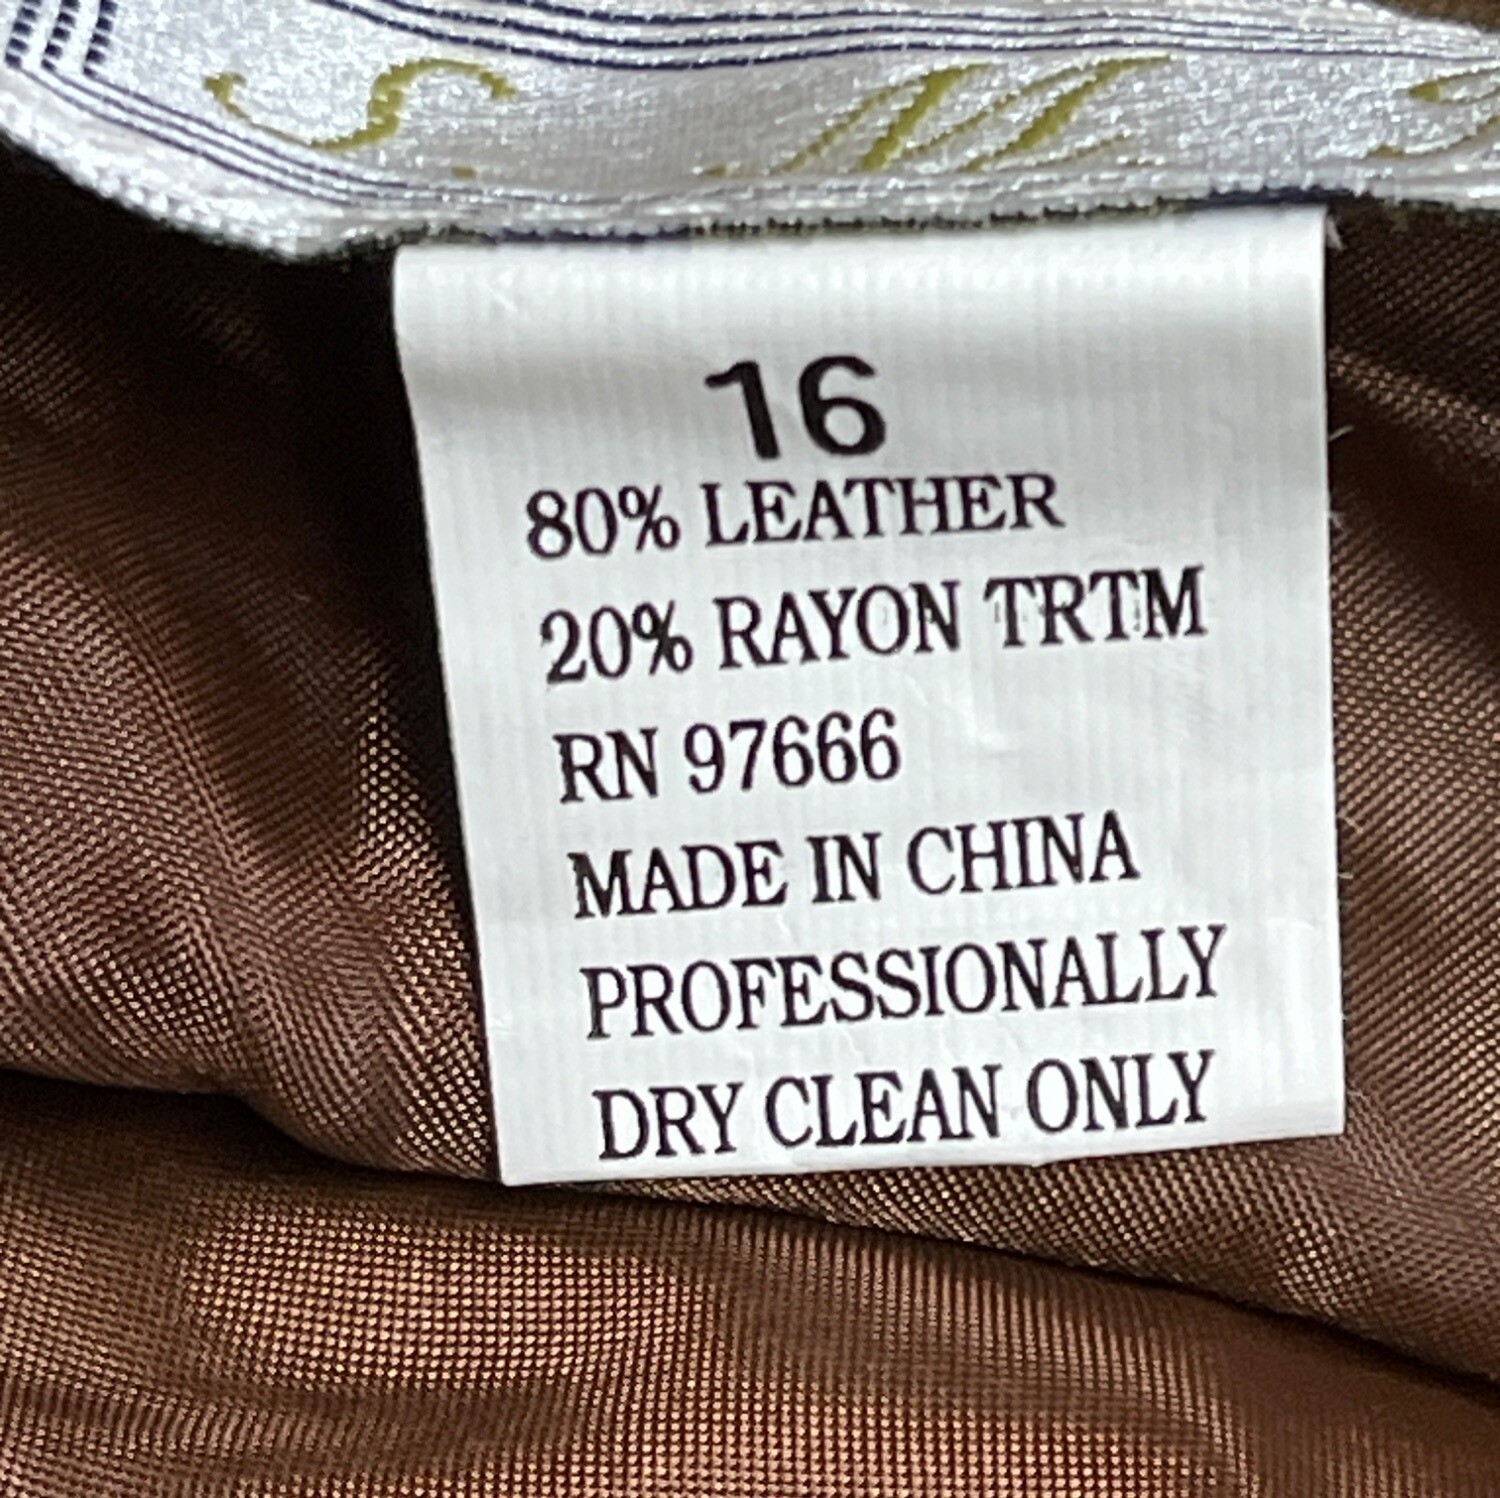 S. M.
16
80% LEATHER
20% RAYON TRTM
RN 97666
MADE IN CHINA
PROFESSIONALLY
DRY CLEAN ONLY